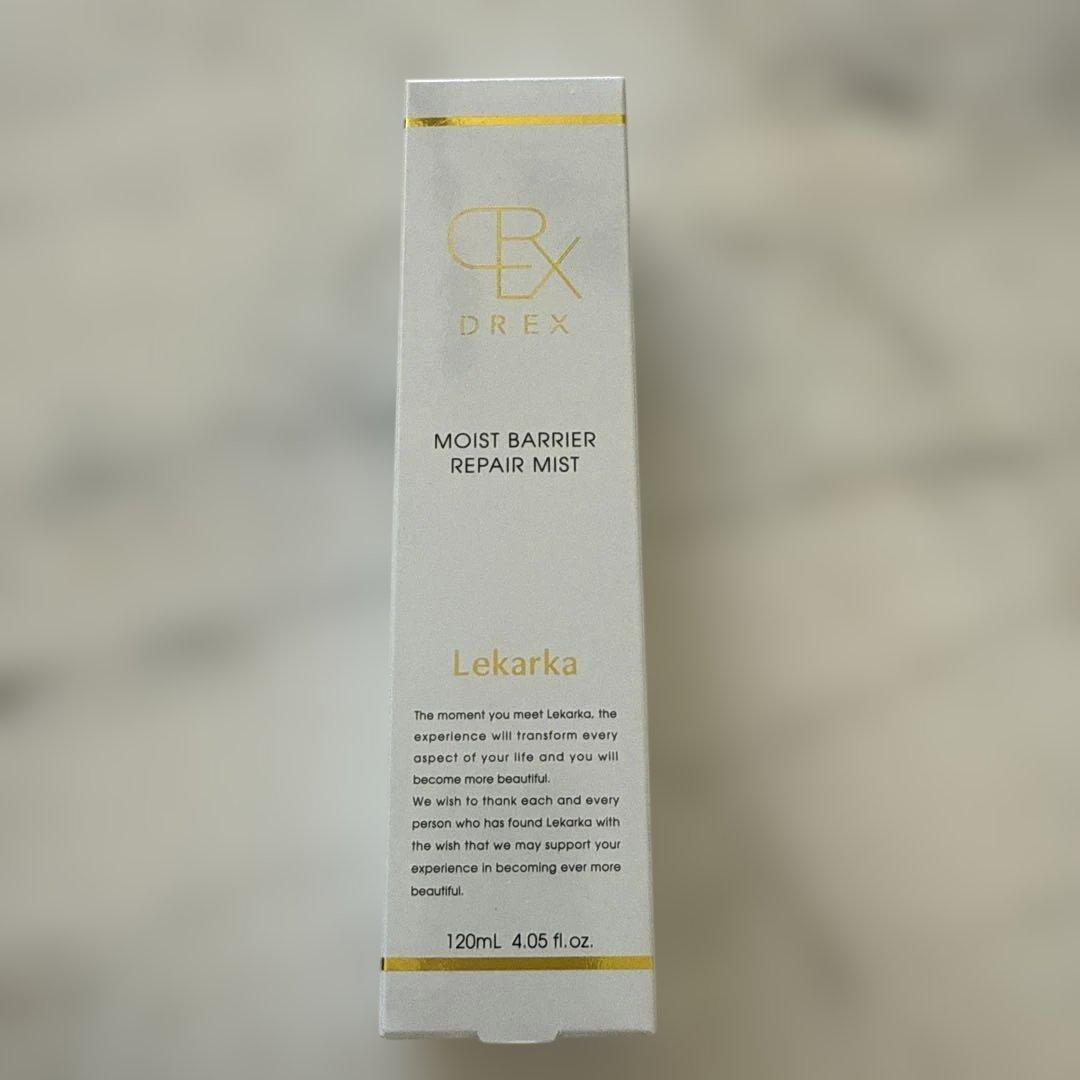 DREX
DREX
MOIST BARRIER
REPAIR MIST
Lekarka
The moment you meet Lekarka, the
experience will transform every
aspect of your life and you will
become more beautiful.
We wish to thank each and every
person who has found Lekarka with
the wish that we may support your
experience in becoming ever more
beautiful.
120mL 4.05 fl.oz.